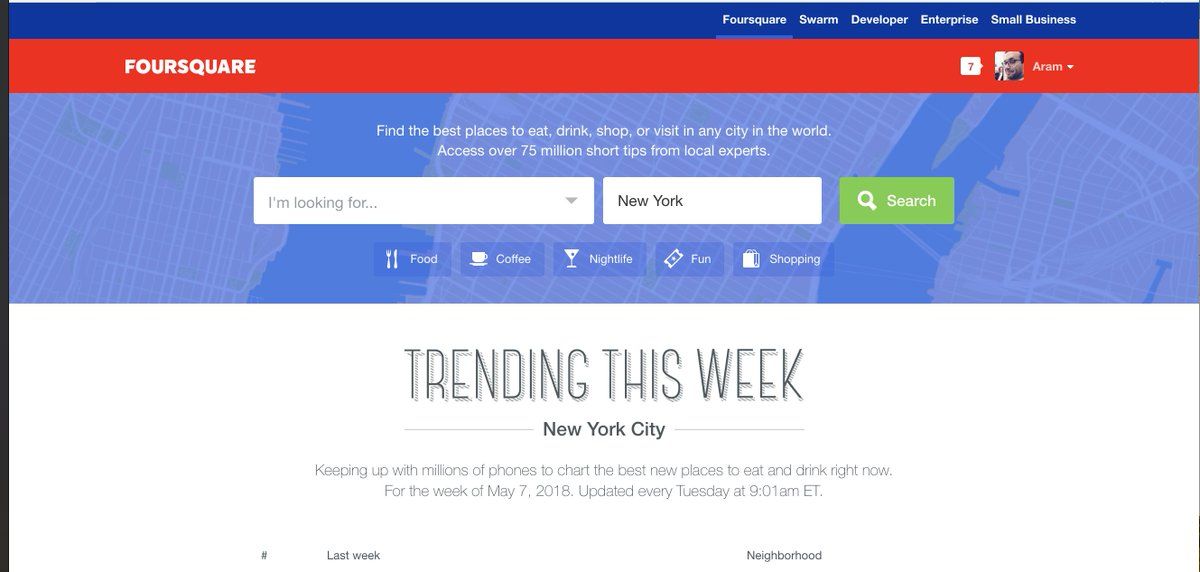 Foursquare Swarm Developer Enterprise Small Business
FOURSQUARE
7 Aram
Find the best places to eat, drink, shop, or visit in any city in the world.
Access over 75 million short tips from local experts.
I'm looking for... New York Search
Food Coffee Nightlife Fun Shopping
TRENDING THIS WEEK
New York City
Keeping up with millions of phones to chart the best new places to eat and drink right now.
For the week of May 7, 2018. Updated every Tuesday at 9:01am ET.
# Last week Neighborhood